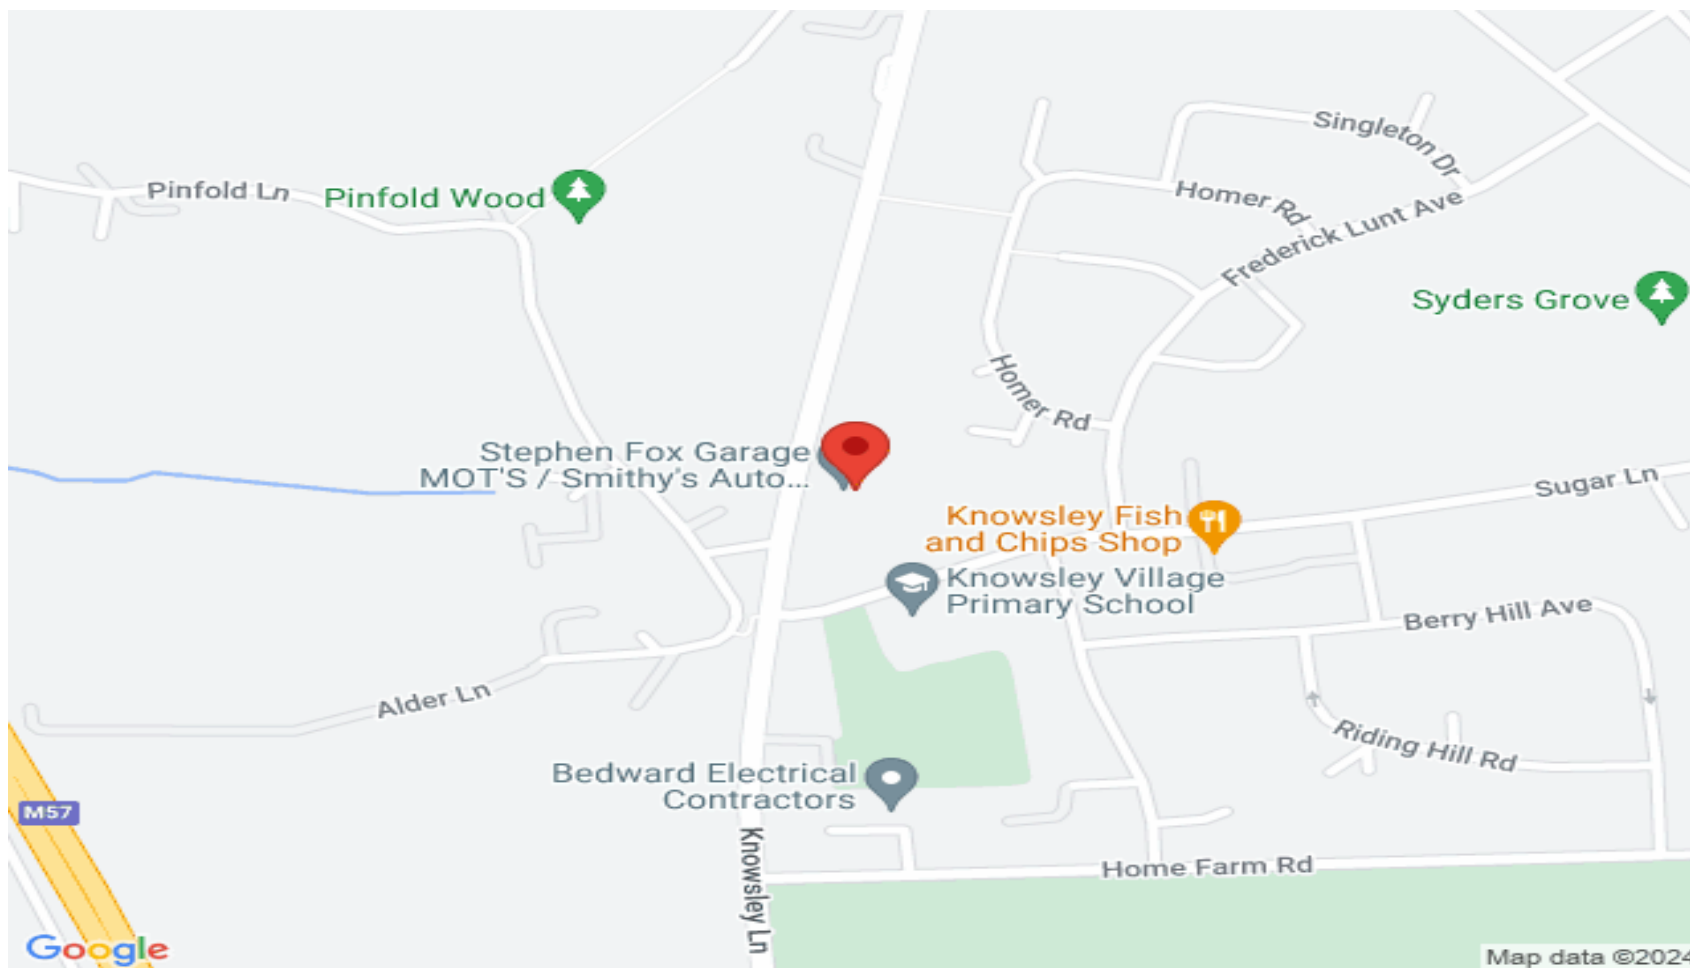 Singleton Dr
Pinfold Ln
Pinfold Wood
Homer Rd
Frederick Lunt Ave
Syders Grove
Homer Rd
Stephen Fox Garage
MOT'S / Smithy's Auto...
Sugar Ln
Knowsley Fish
and Chips Shop
Knowsley Village
Primary School
Berry Hill Ave
Alder Ln
Riding Hill Rd
Bedward Electrical
Contractors
M57
Knowsley Ln
Home Farm Rd
Google
Map data ©2024